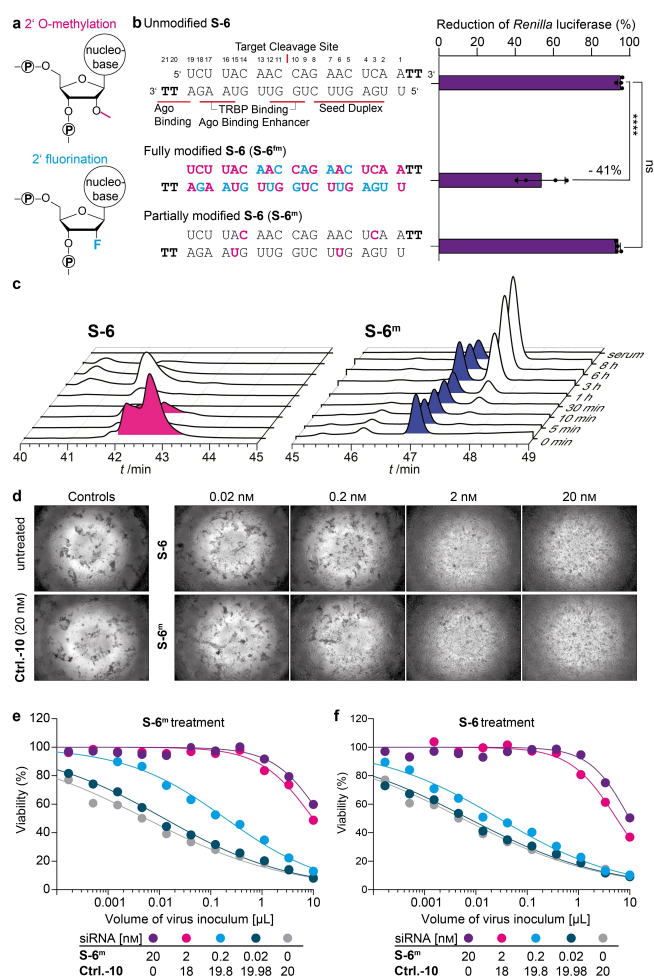 a 2' O-methylation
nucleo-
base
P
O
O
O
O
P
2' fluorination
nucleo-
base
P
O
O
O
F
P
b Unmodified S-6
Target Cleavage Site
21 20 19 18 17 16 15 14 13 12 11 10 9 8 7 6 5 4 3 2 1
5' UCU UAC AAC CAG AAC UCA ATT 3'
3' TT AGA AUG UUG GUC UUG AGU U 5'
Ago
Binding
TRBP Binding
Ago Binding Enhancer
Seed Duplex
Fully modified S-6 (S-6fm)
UCU UAC AAC CAG AAC UCA ATT
TT AGA AUG UUG GUC UUG AGU U
Partially modified S-6 (S-6m)
UCU UAC AAC CAG AAC UCA ATT
TT AGA AUG UUG GUC UUG AGU U
Reduction of Renilla luciferase (%)
0 20 40 60 80 100
****
- 41%
ns
c
S-6
40 41 42 43 44 45
t /min
S-6m
45 46 47 48 49
t /min
serum
8 h
6 h
3 h
1 h
30 min
10 min
5 min
0 min
d
Controls 0.02 nM 0.2 nM 2 nM 20 nM
untreated
S-6
Ctrl.-10 (20 nM)
S-6m
e
S-6m treatment
Viability (%)
120
100
80
60
40
20
0
0.001 0.01 0.1 1 10
Volume of virus inoculum [µL]
siRNA [nM]
S-6m 20 2 0.2 0.02 0
Ctrl.-10 0 18 19.8 19.98 20
f
S-6 treatment
Viability (%)
120
100
80
60
40
20
0
0.001 0.01 0.1 1 10
Volume of virus inoculum [µL]
siRNA [nM]
S-6m 20 2 0.2 0.02 0
Ctrl.-10 0 18 19.8 19.98 20